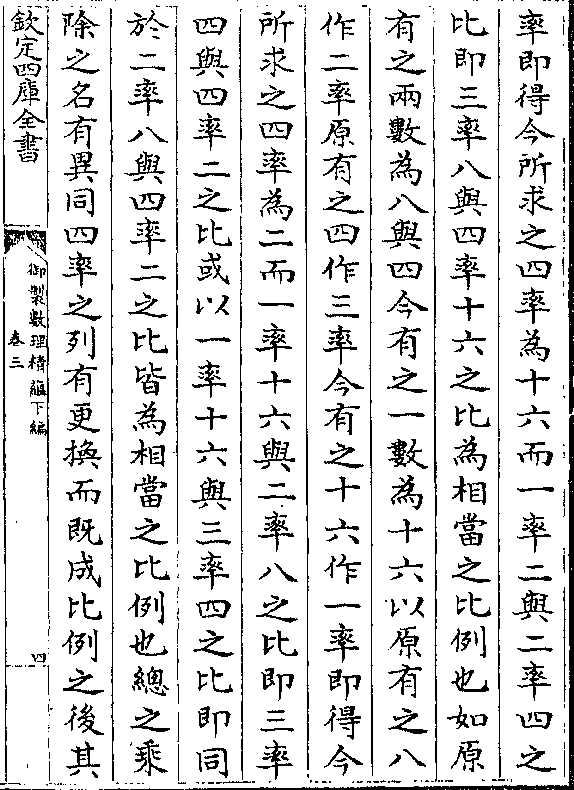 率即得今所求之四率為十六而一率二與二率四之
比即三率八與四率十六之比為相當之比例也如原
有之兩數為八與四今有之一數為十六以原有之八
作二率原有之四作三率今有之十六作一率即得今
所求之四率為二而一率十六與二率八之比即三率
四與四率二之比或以一率十六與三率四之比即同
於二率八與四率二之比皆為相當之比例也總之乘
除之名有異同四率之列有更換而既成比例之後其
欽定四庫全書
御製數理精蘊下編
卷三
四